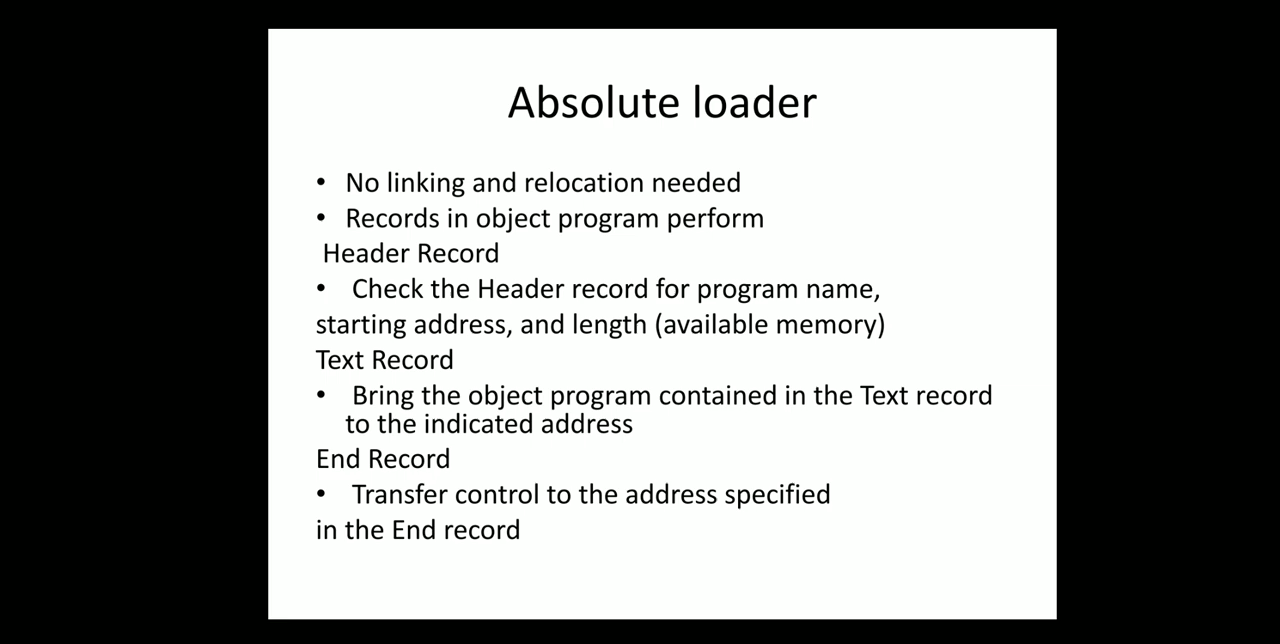 Absolute loader
• No linking and relocation needed
• Records in object program perform
Header Record
• Check the Header record for program name,
starting address, and length (available memory)
Text Record
• Bring the object program contained in the Text record
to the indicated address
End Record
• Transfer control to the address specified
in the End record